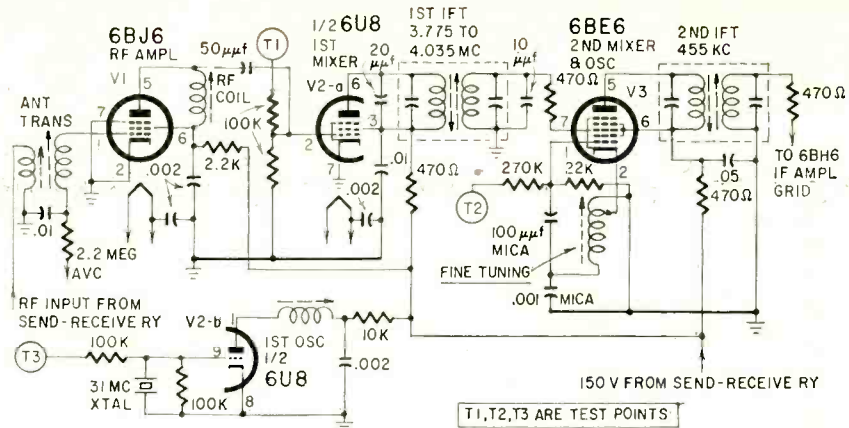 6BJ6
RF AMPL
V1
5
7
6
2
ANT
TRANS
.01
2.2 MEG
AVC
.002
50μμf
RF
COIL
2.2K
T1
100K
1/2 6U8
1ST
MIXER
V2-a
20
μμf
6
3
2
7
.01
.002
1ST IFT
3.775 TO
4.035 MC
10
μμf
470Ω
6BE6
2ND MIXER
& OSC
470Ω
5
V3
7
6
2
270K
22K
T2
100μμf
MICA
FINE TUNING
.001 MICA
2ND IFT
455 KC
470Ω
TO 6BH6
IF AMPL
GRID
.05
470Ω
RF INPUT FROM
SEND-RECEIVE RY
V2-b
1ST OSC
1/2
6U8
9
8
10K
.002
T3
100K
31 MC
XTAL
100K
150 V FROM SEND-RECEIVE RY
T1,T2,T3 ARE TEST POINTS